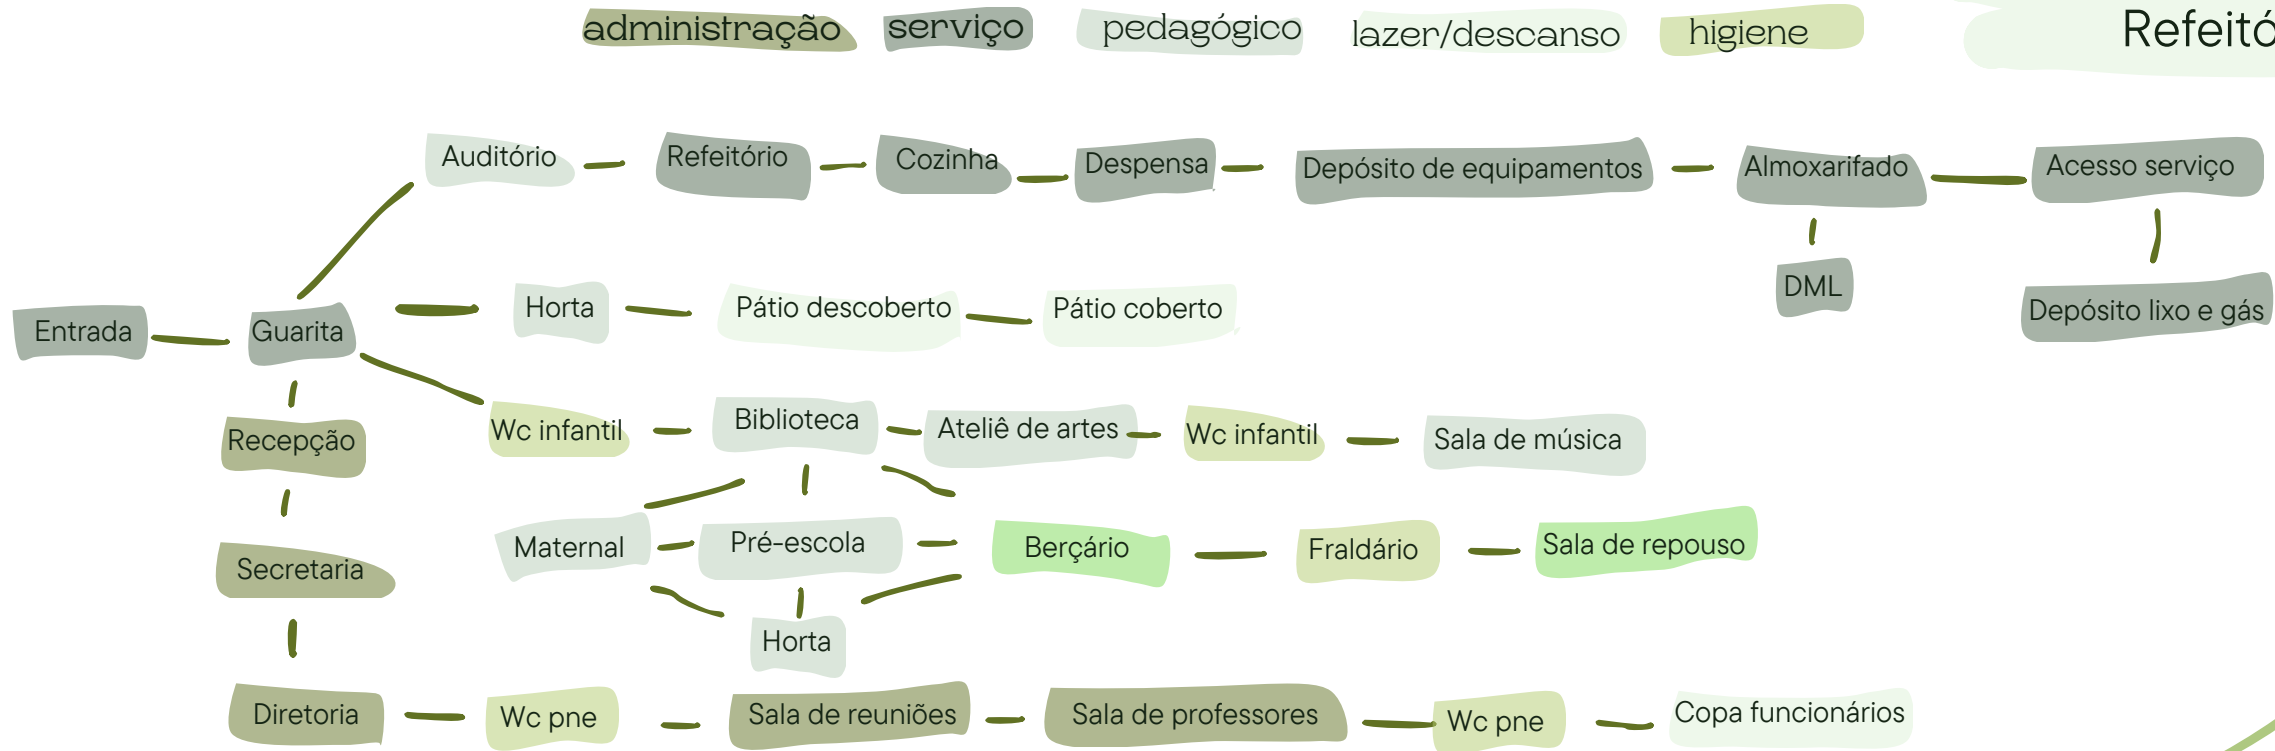 administração serviço pedagógico lazer/descanso higiene
Refeitó
Auditório Refeitório Cozinha Despensa Depósito de equipamentos Almoxarifado Acesso serviço
DML
Depósito lixo e gás
Entrada Guarita Horta Pátio descoberto Pátio coberto
Recepção Wc infantil Biblioteca Ateliê de artes Wc infantil Sala de música
Secretaria Maternal Pré-escola Berçário Fraldário Sala de repouso
Horta
Diretoria Wc pne Sala de reuniões Sala de professores Wc pne Copa funcionários